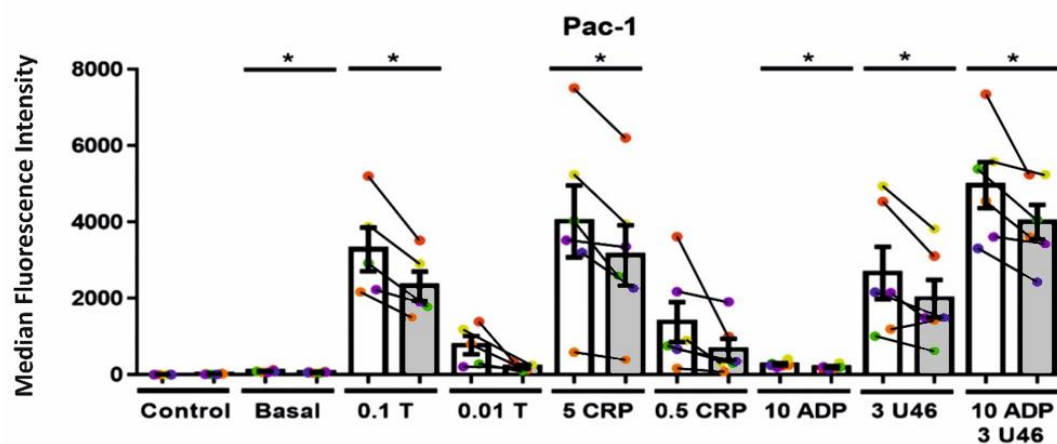 Pac-1
* * * * * *
8000
6000
4000
2000
0
Median Fluorescence Intensity
Control Basal 0.1 T 0.01 T 5 CRP 0.5 CRP 10 ADP 3 U46 10 ADP
3 U46